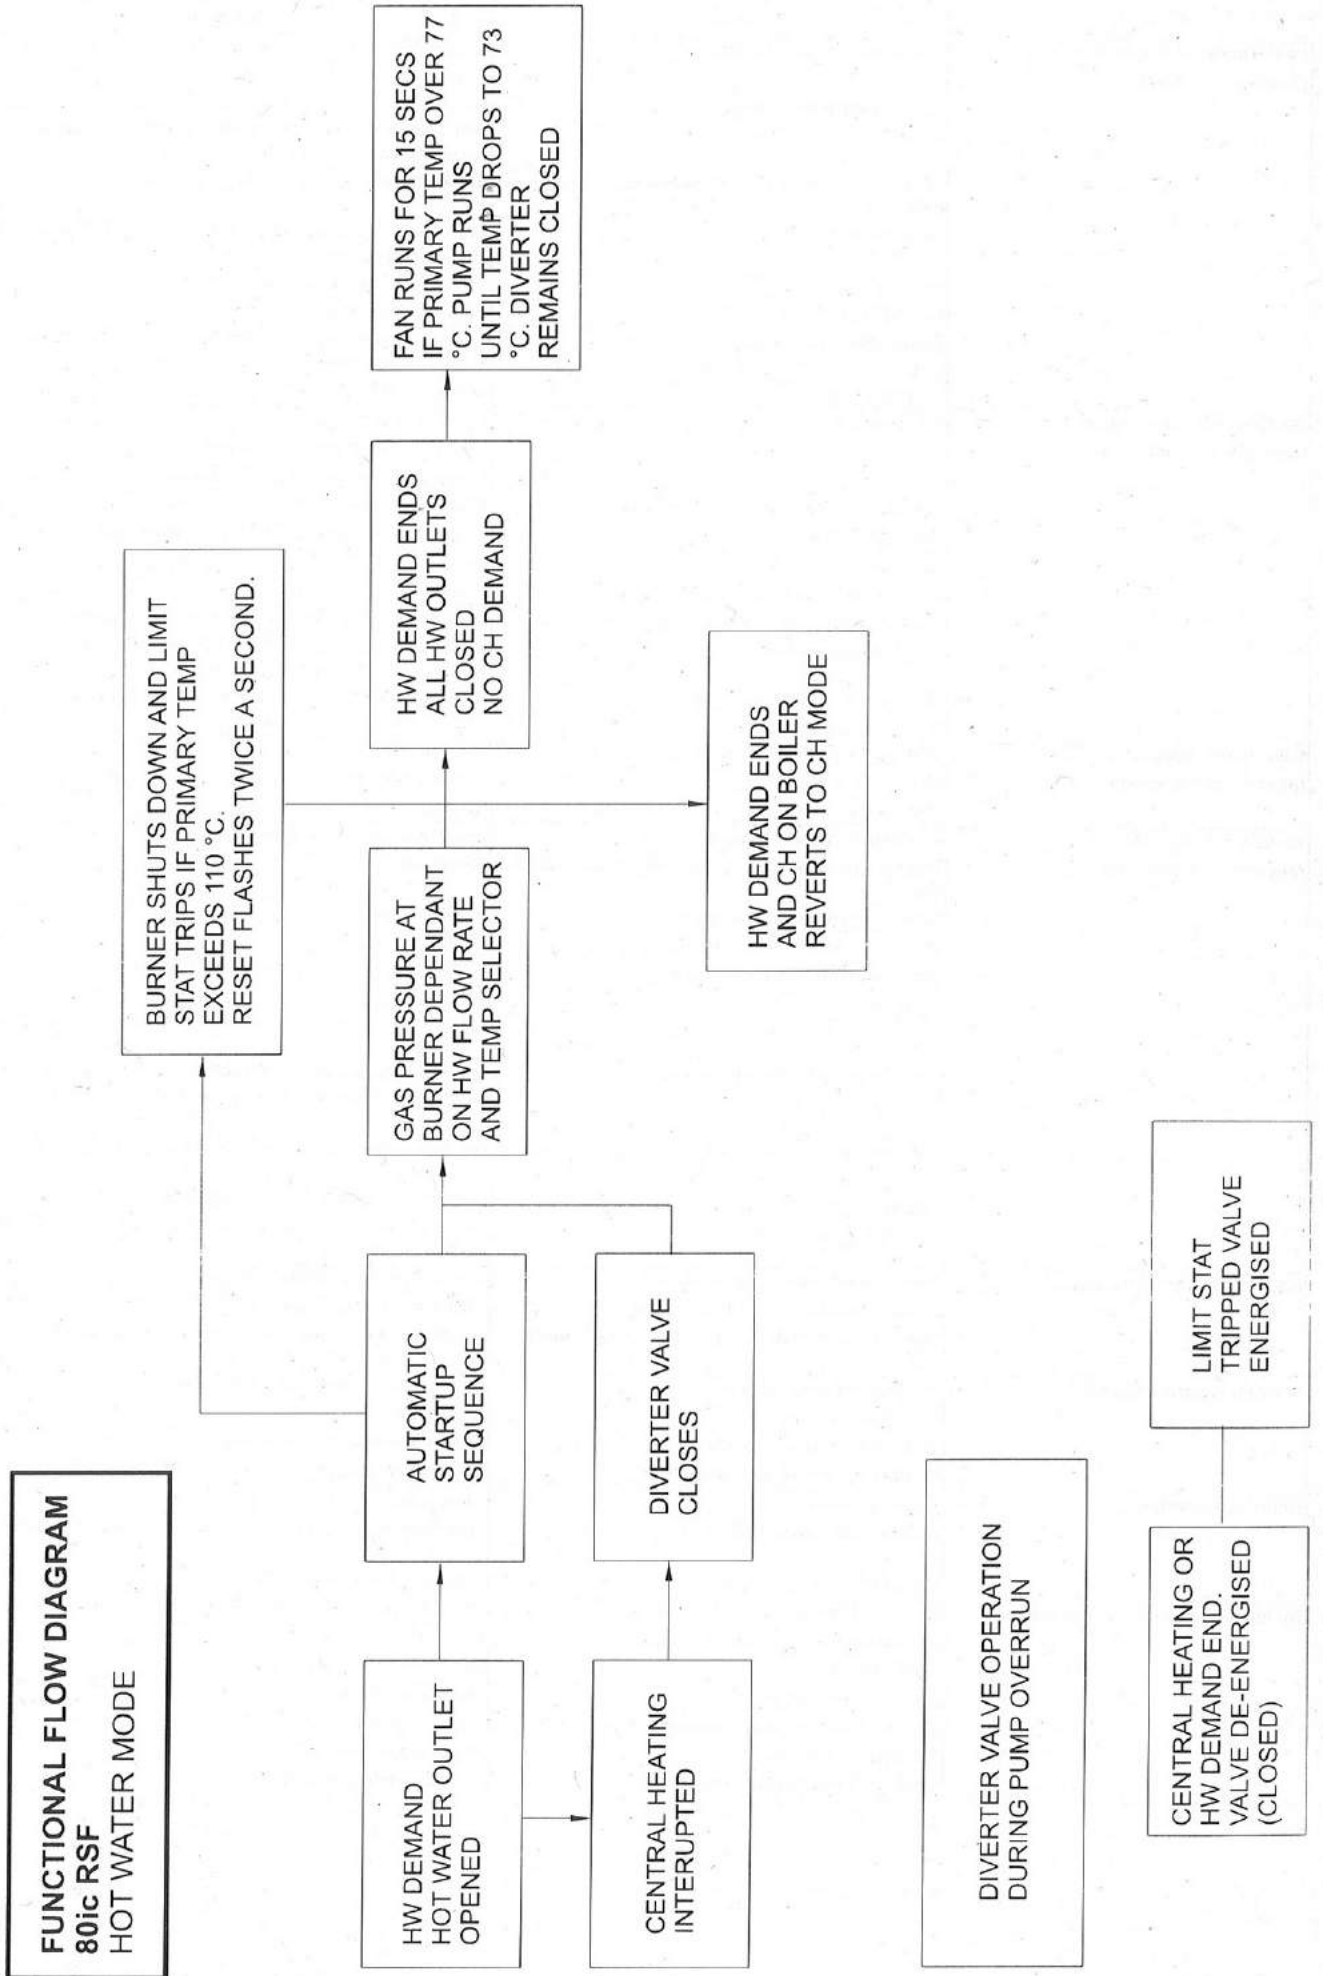 FUNCTIONAL FLOW DIAGRAM
80ic RSF
HOT WATER MODE
BURNER SHUTS DOWN AND LIMIT
STAT TRIPS IF PRIMARY TEMP
EXCEEDS 110 °C.
RESET FLASHES TWICE A SECOND.
HW DEMAND
HOT WATER OUTLET
OPENED
AUTOMATIC
STARTUP
SEQUENCE
GAS PRESSURE AT
BURNER DEPENDANT
ON HW FLOW RATE
AND TEMP SELECTOR
HW DEMAND ENDS
ALL HW OUTLETS
CLOSED
NO CH DEMAND
FAN RUNS FOR 15 SECS
IF PRIMARY TEMP OVER 77
°C. PUMP RUNS
UNTIL TEMP DROPS TO 73
°C. DIVERTER
REMAINS CLOSED
CENTRAL HEATING
INTERUPTED
DIVERTER VALVE
CLOSES
HW DEMAND ENDS
AND CH ON BOILER
REVERTS TO CH MODE
DIVERTER VALVE OPERATION
DURING PUMP OVERRUN
CENTRAL HEATING OR
HW DEMAND END.
VALVE DE-ENERGISED
(CLOSED)
LIMIT STAT
TRIPPED VALVE
ENERGISED